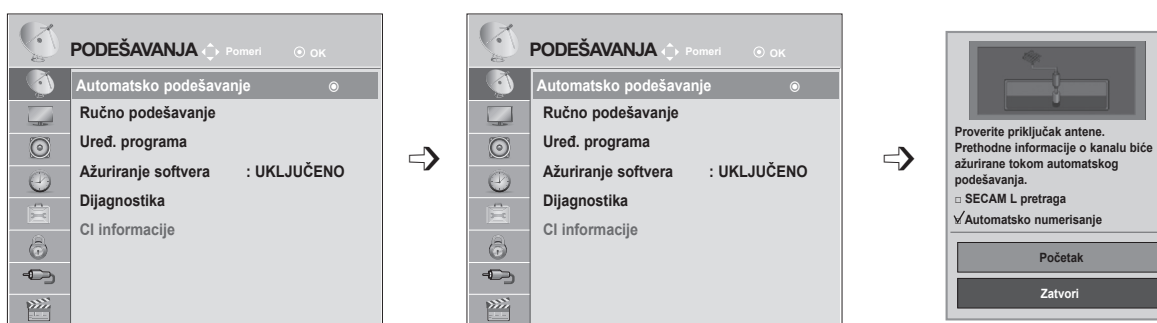 PODEŠAVANJA Pomeri OK
Automatsko podešavanje
Ručno podešavanje
Uređ. programa
Ažuriranje softvera : UKLJUČENO
Dijagnostika
CI informacije
PODEŠAVANJA Pomeri OK
Automatsko podešavanje
Ručno podešavanje
Uređ. programa
Ažuriranje softvera : UKLJUČENO
Dijagnostika
CI informacije
Proverite priključak antene.
Prethodne informacije o kanalu biće
ažurirane tokom automatskog
podešavanja.
SECAM L pretraga
Automatsko numerisanje
Početak
Zatvori